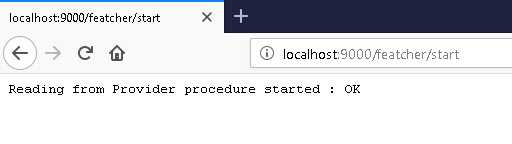 localhost:9000/featcher/start
localhost:9000/featcher/start
Reading from Provider procedure started : OK